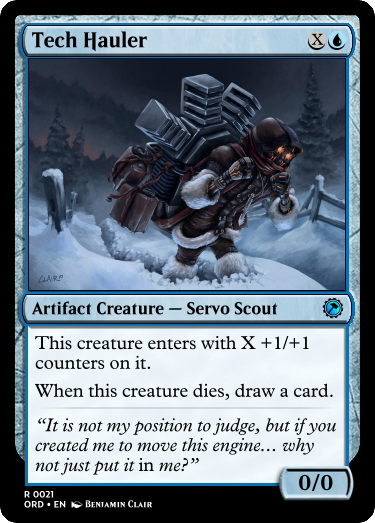 Tech Hauler X
CLAIRE
Artifact Creature — Servo Scout
This creature enters with X +1/+1
counters on it.
When this creature dies, draw a card.
“It is not my position to judge, but if you
created me to move this engine… why
not just put it in me?”
0/0
R 0021
ORD • EN Benjamin Clair